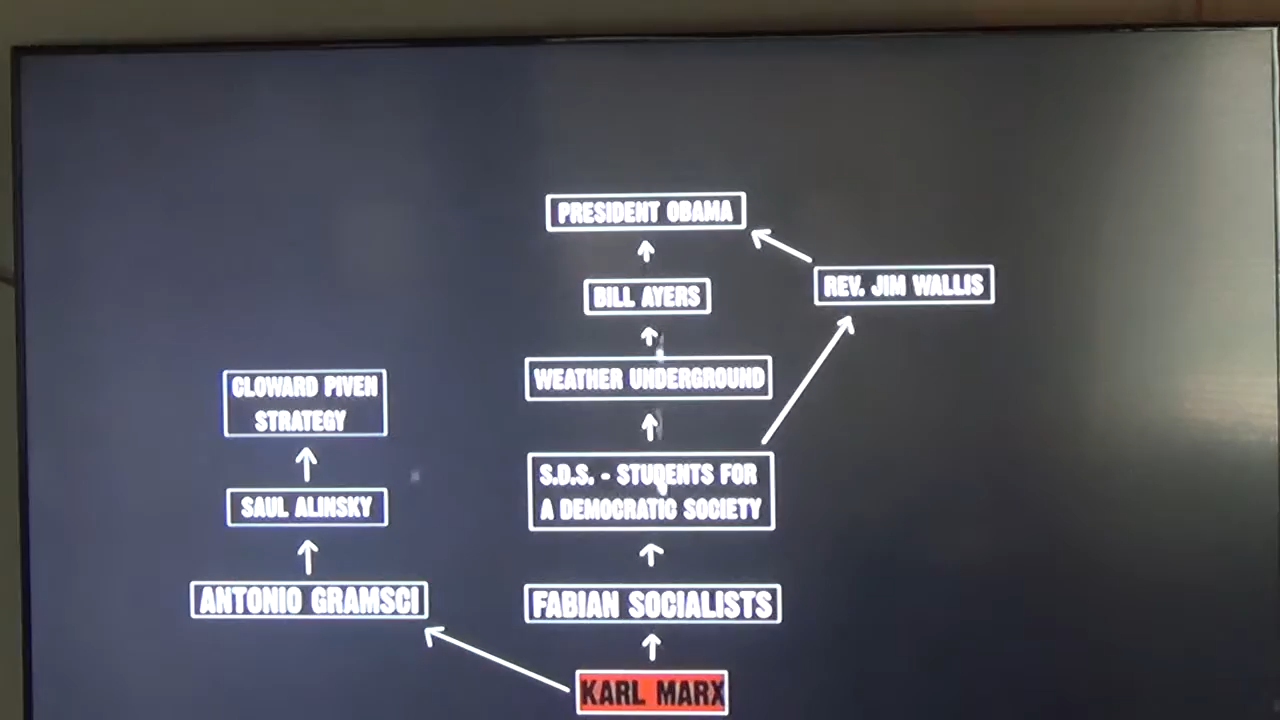 PRESIDENT OBAMA
BILL AYERS
REV. JIM WALLIS
WEATHER UNDERGROUND
CLOWARD PIVEN
STRATEGY
S.D.S. - STUDENTS FOR
A DEMOCRATIC SOCIETY
SAUL ALINSKY
ANTONIO GRAMSCI
FABIAN SOCIALISTS
KARL MARX